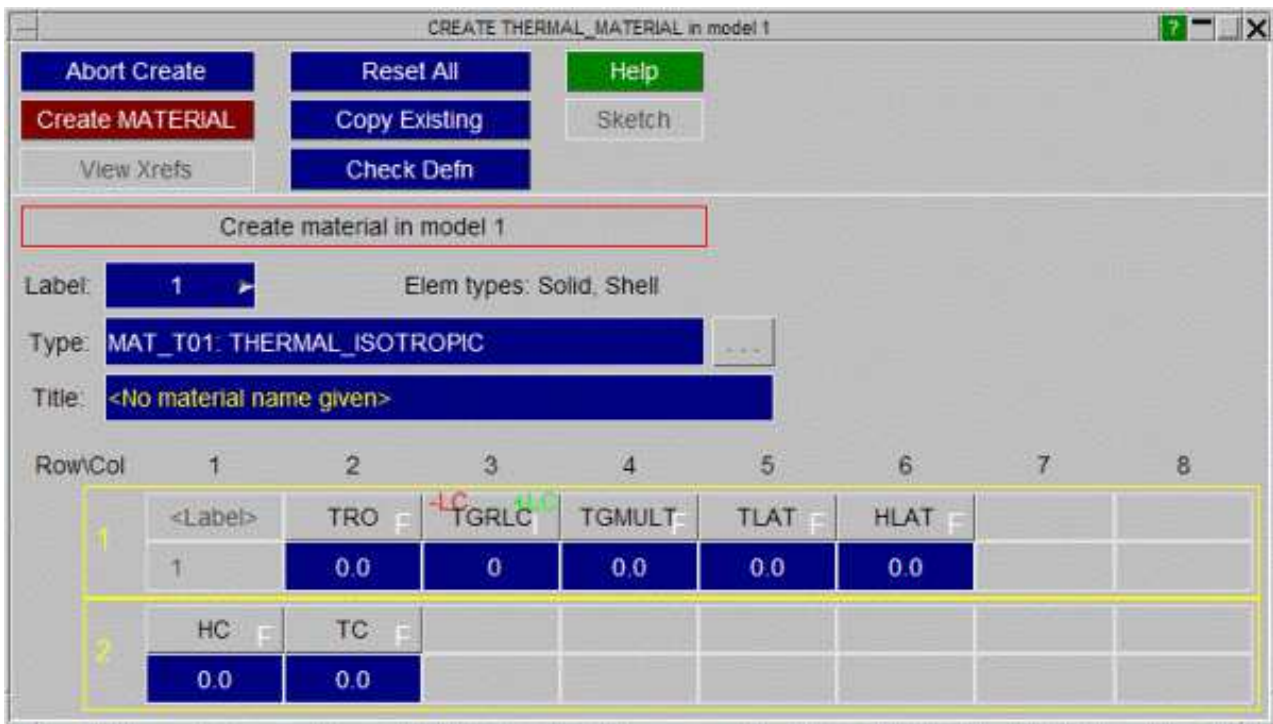 CREATE THERMAL_MATERIAL in model 1 ?
Abort Create Reset All Help
Create MATERIAL Copy Existing Sketch
View Xrefs Check Defn
Create material in model 1
Label: 1 Elem types: Solid, Shell
Type: MAT_T01: THERMAL_ISOTROPIC ...
Title: <No material name given>
Row\Col 1 2 3 4 5 6 7 8
-LC +LC
1 <Label> TRO F TGRLC F TGMULT F TLAT F HLAT F
1 0.0 0 0.0 0.0 0.0
2 HC F TC F
0.0 0.0